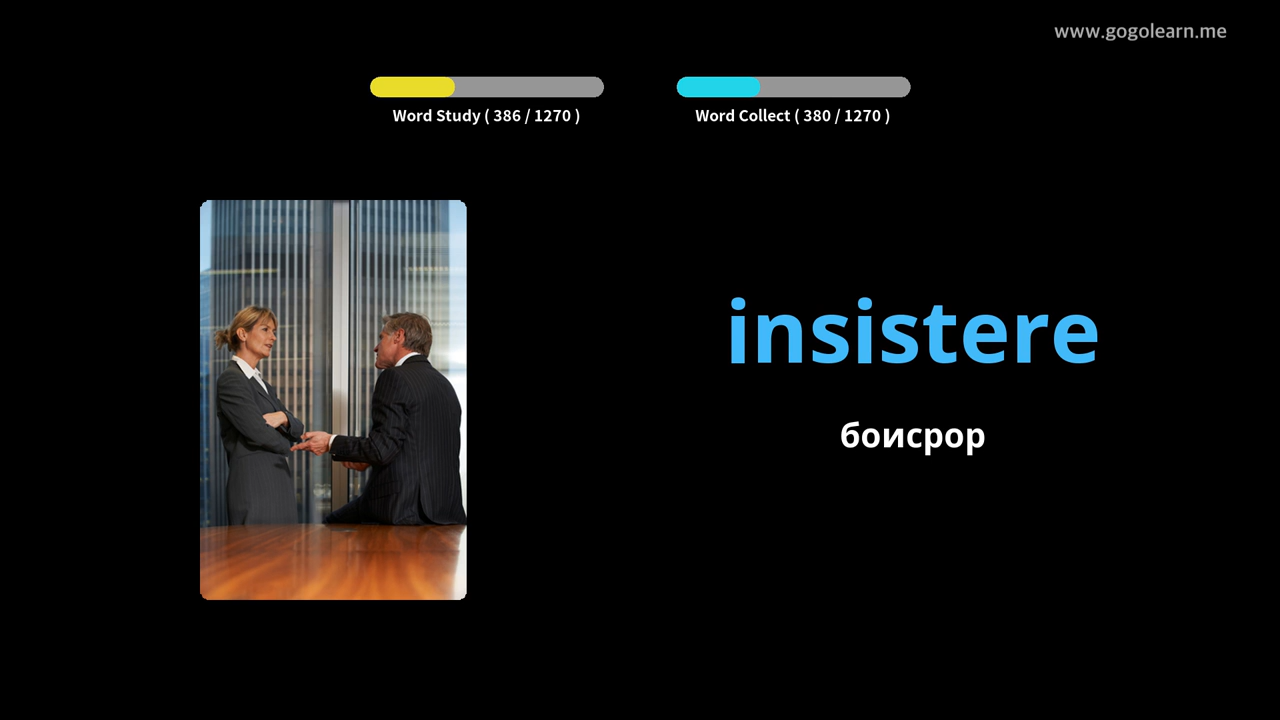 www.gogolearn.me
Word Study ( 386 / 1270 )
Word Collect ( 380 / 1270 )
insistere
боисрор